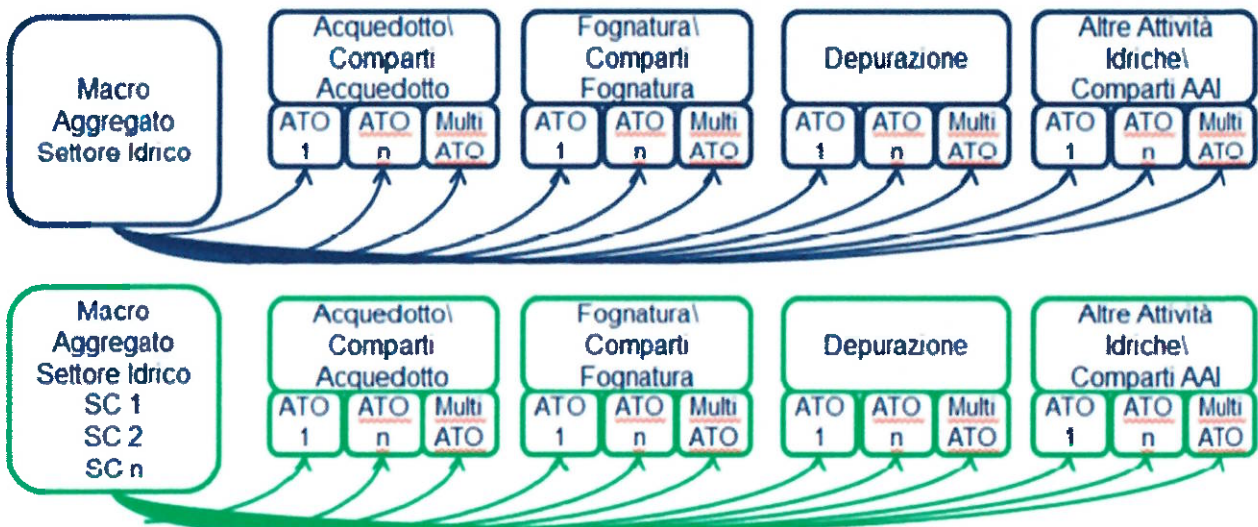 Macro
Aggregato
Settore Idrico
Acquedotto\
Comparti
Acquedotto
ATO
1
ATO
n
Multi
ATO
Fognatura\
Comparti
Fognatura
ATO
1
ATO
n
Multi
ATO
Depurazione
ATO
1
ATO
n
Multi
ATO
Altre Attività
Idriche\
Comparti AAI
ATO
1
ATO
n
Multi
ATO
Macro
Aggregato
Settore Idrico
SC 1
SC 2
SC n
Acquedotto\
Comparti
Acquedotto
ATO
1
ATO
n
Multi
ATO
Fognatura\
Comparti
Fognatura
ATO
1
ATO
n
Multi
ATO
Depurazione
ATO
1
ATO
n
Multi
ATO
Altre Attività
Idriche\
Comparti AAI
ATO
1
ATO
n
Multi
ATO